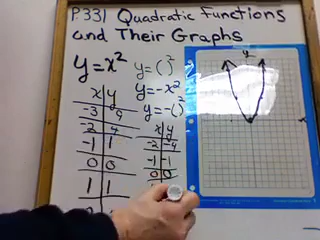 P.331 Quadratic Functions
and Their Graphs
y = x²
y = ( )²
y = -x²
y = -( )²
x y
-3 9
-2 4
-1 1
0 0
1 1
x y
-2 -4
-1 -1
0 0
y
x